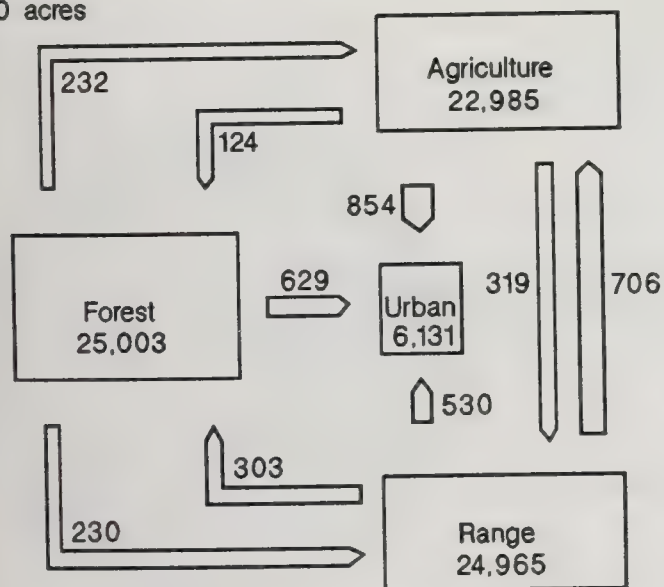 0 acres
232
Agriculture
22,985
124
854
319
706
Forest
25,003
629
Urban
6,131
530
303
230
Range
24,965